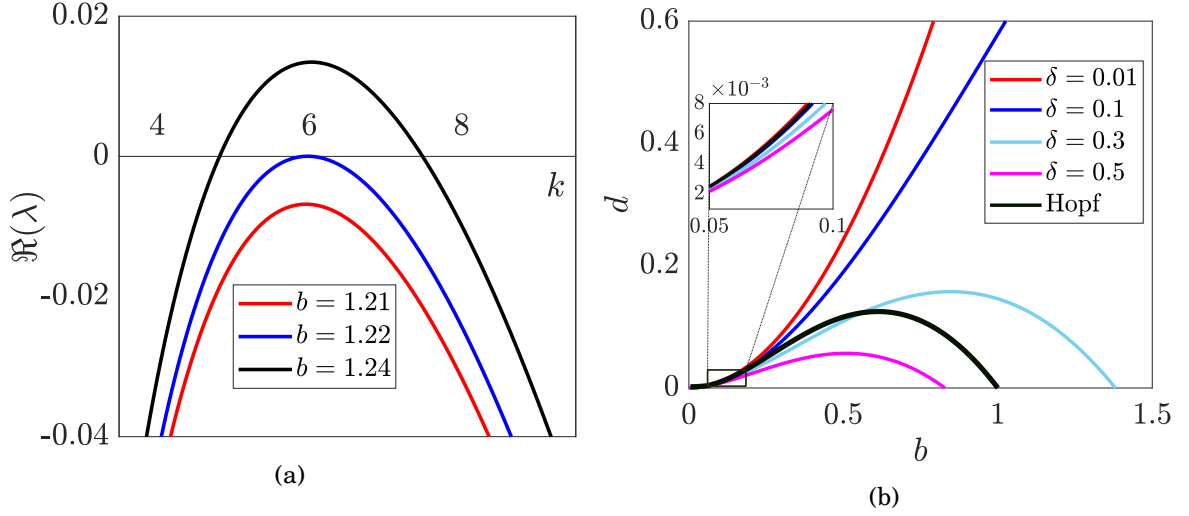 0.02
4
6
8
0
k
ℜ(λ)
-0.02
b = 1.21
b = 1.22
b = 1.24
-0.04
(a)
0.6
δ = 0.01
δ = 0.1
δ = 0.3
δ = 0.5
Hopf
8 ×10⁻³
6
4
2
0.05
0.1
0.4
d
0.2
0
0
0.5
1
1.5
b
(b)